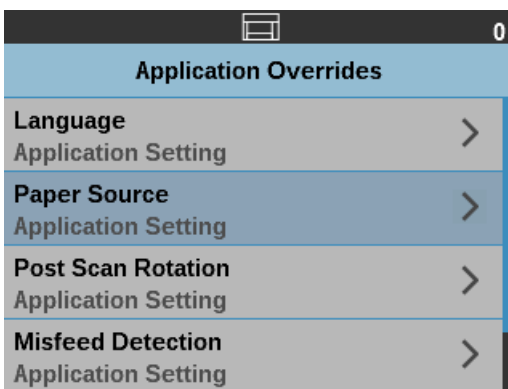 0
Application Overrides
Language
Application Setting
Paper Source
Application Setting
Post Scan Rotation
Application Setting
Misfeed Detection
Application Setting